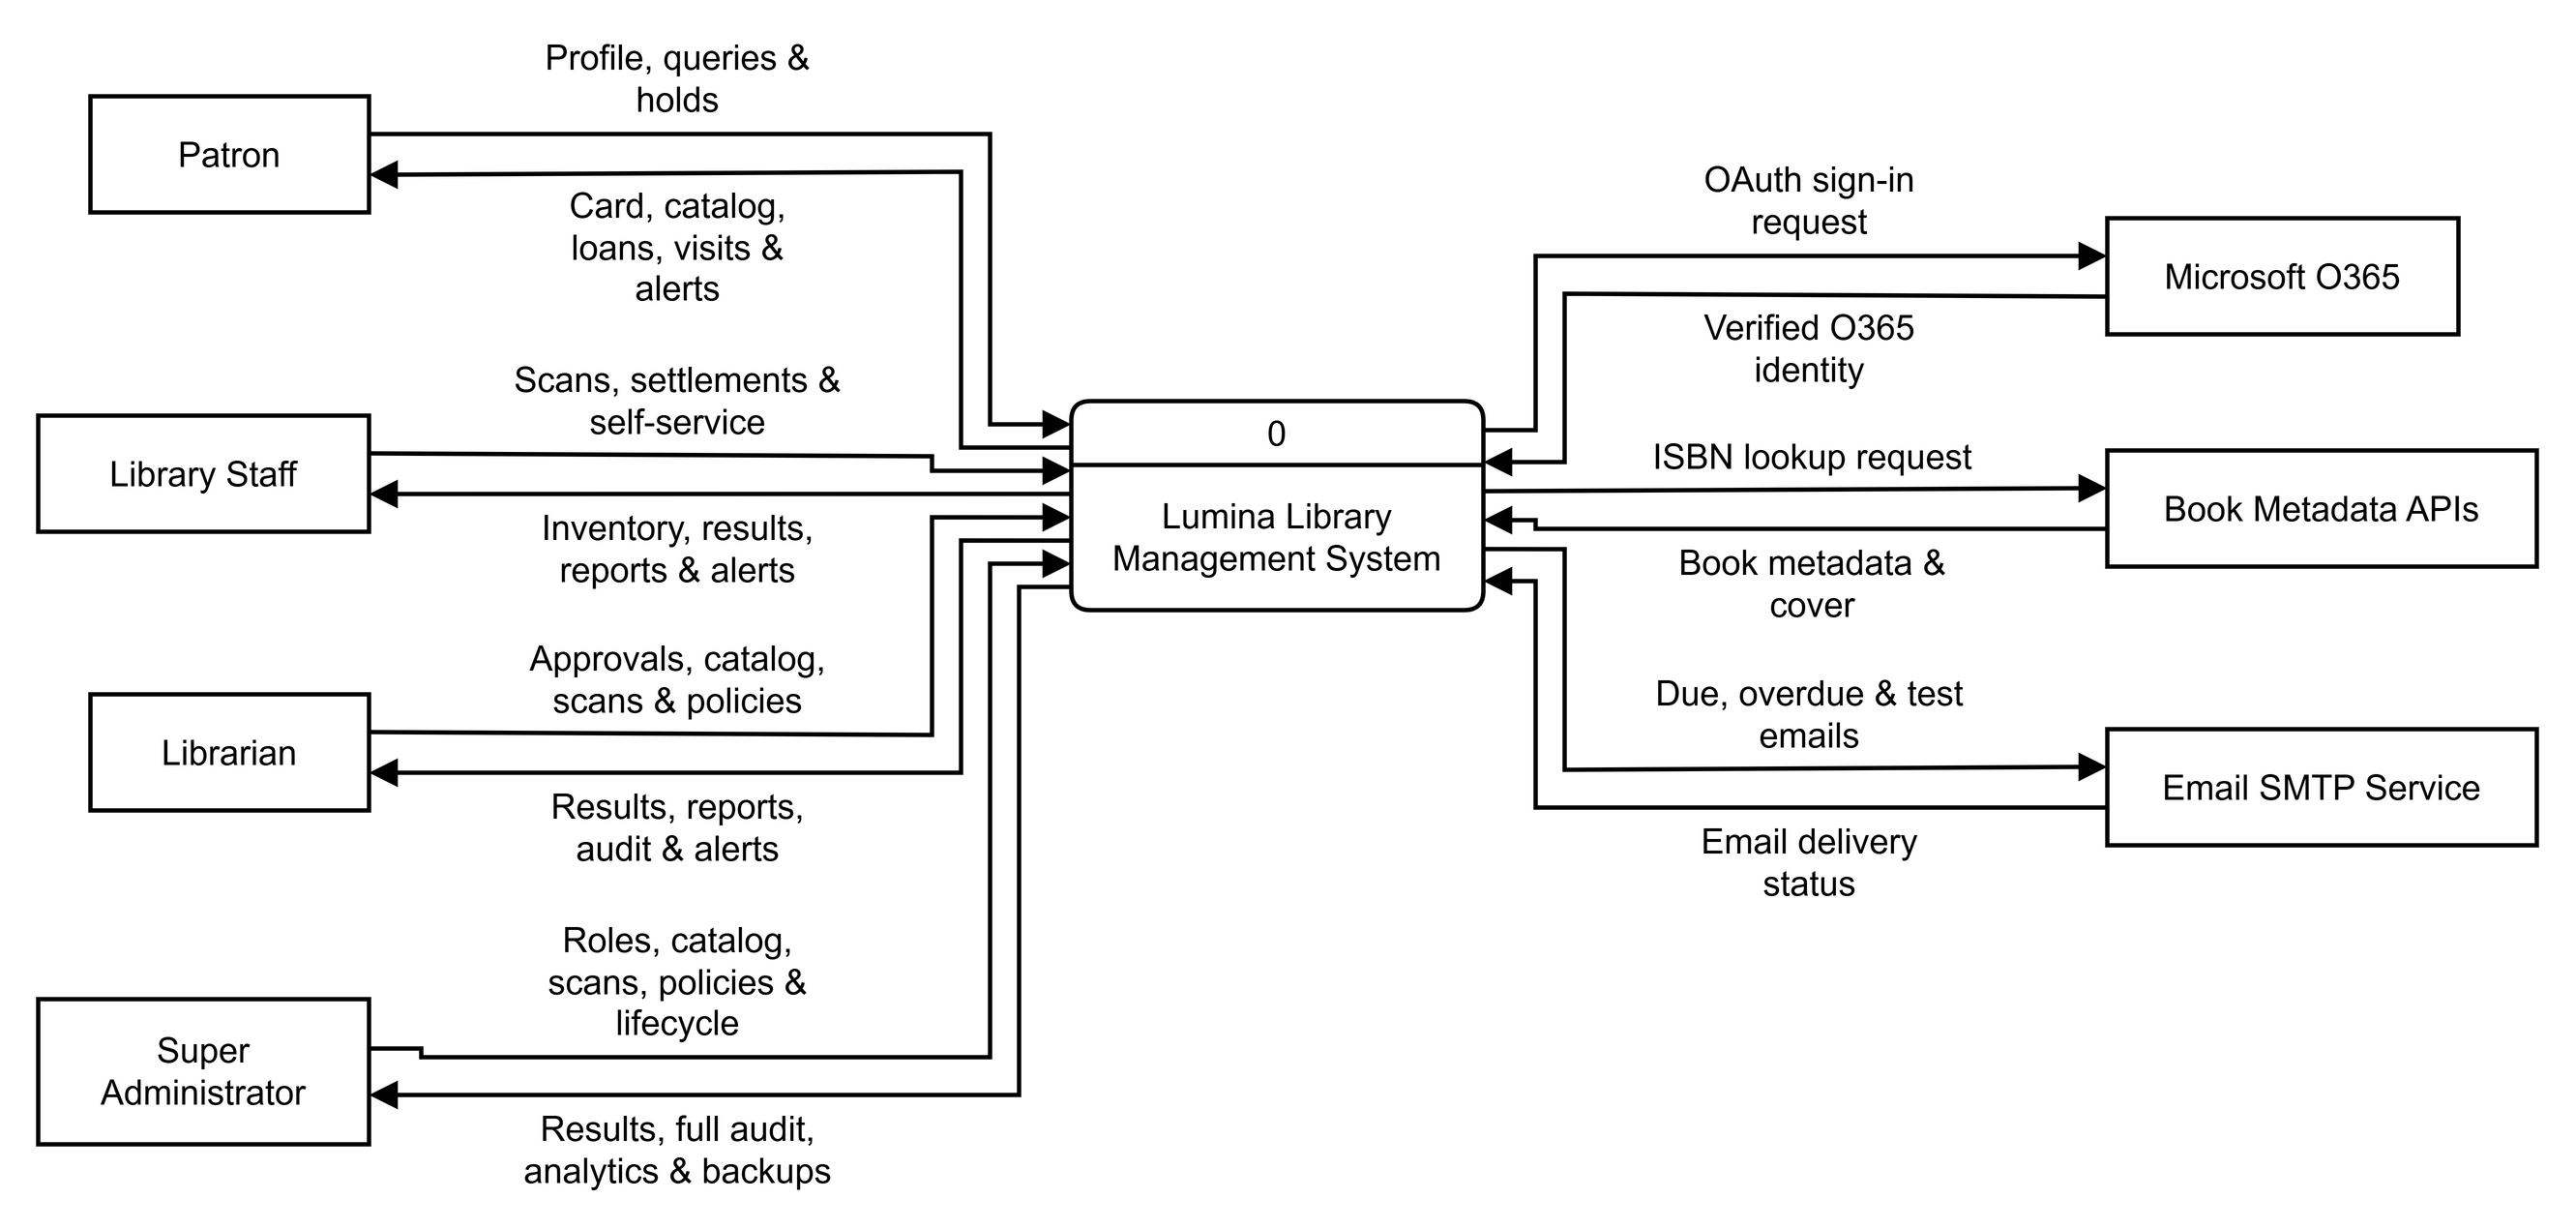 Profile, queries &
holds
Patron
Card, catalog,
loans, visits &
alerts
Scans, settlements &
self-service
Library Staff
Inventory, results,
reports & alerts
Approvals, catalog,
scans & policies
Librarian
Results, reports,
audit & alerts
Roles, catalog,
scans, policies &
lifecycle
Super
Administrator
Results, full audit,
analytics & backups
0
Lumina Library
Management System
OAuth sign-in
request
Microsoft O365
Verified O365
identity
ISBN lookup request
Book Metadata APIs
Book metadata &
cover
Due, overdue & test
emails
Email SMTP Service
Email delivery
status